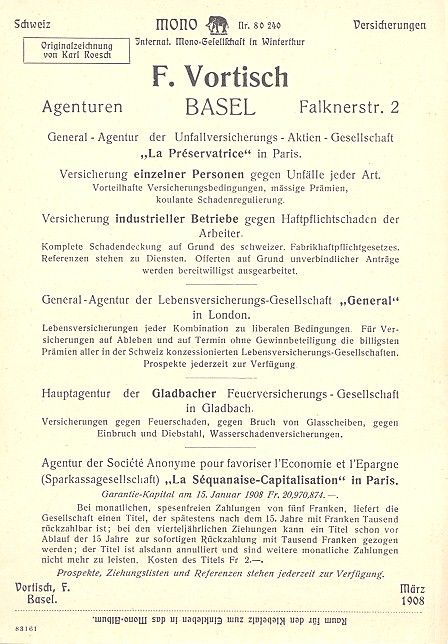 Schweiz
MONO Nr. 80 240
Versicherungen
Originalzeichnung
von Karl Roesch
Internat. Mono-Gesellschaft in Winterthur
F. Vortisch
Agenturen BASEL Falknerstr. 2
General-Agentur der Unfallversicherungs-Aktien-Gesellschaft
„La Préservatrice“ in Paris.
Versicherung einzelner Personen gegen Unfälle jeder Art.
Vorteilhafte Versicherungsbedingungen, mässige Prämien,
koulante Schadenregulierung.
Versicherung industrieller Betriebe gegen Haftpflichtschaden der
Arbeiter.
Komplete Schadendeckung auf Grund des schweizer. Fabrikhaftpflichtgesetzes.
Referenzen stehen zu Diensten. Offerten auf Grund unverbindlicher Anträge
werden bereitwilligst ausgearbeitet.
General-Agentur der Lebensversicherungs-Gesellschaft „General“
in London.
Lebensversicherungen jeder Kombination zu liberalen Bedingungen. Für Ver-
sicherungen auf Ableben und auf Termin ohne Gewinnbeteiligung die billigsten
Prämien aller in der Schweiz konzessionierten Lebensversicherungs-Gesellschaften.
Prospekte jederzeit zur Verfügung.
Hauptagentur der Gladbacher Feuerversicherungs-Gesellschaft
in Gladbach.
Versicherungen gegen Feuerschaden, gegen Bruch von Glasscheiben, gegen
Einbruch und Diebstahl, Wasserschadenversicherungen.
Agentur der Société Anonyme pour favoriser l'Economie et l'Epargne
(Sparkassagesellschaft) „La Séquanaise-Capitalisation“ in Paris.
Garantie-Kapital am 15. Januar 1908 Fr. 20,970,874.—.
Bei monatlichen, spesenfreien Zahlungen von fünf Franken, liefert die
Gesellschaft einen Titel, der spätestens nach dem 15. Jahre mit Franken Tausend
rückzahlbar ist; bei den vierteljährlichen Ziehungen kann ein Titel schon vor
Ablauf der 15 Jahre zur sofortigen Rückzahlung mit Tausend Franken gezogen
werden; der Titel ist alsdann annulliert und sind weitere monatliche Zahlungen
nicht mehr zu leisten. Kosten des Titels Fr 2.—.
Prospekte, Ziehungslisten und Referenzen stehen jederzeit zur Verfügung.
Vortisch, F.
Basel.
März
1908
Raum für den Klebefalz zum Einkleben in das Mono-Album.
83161